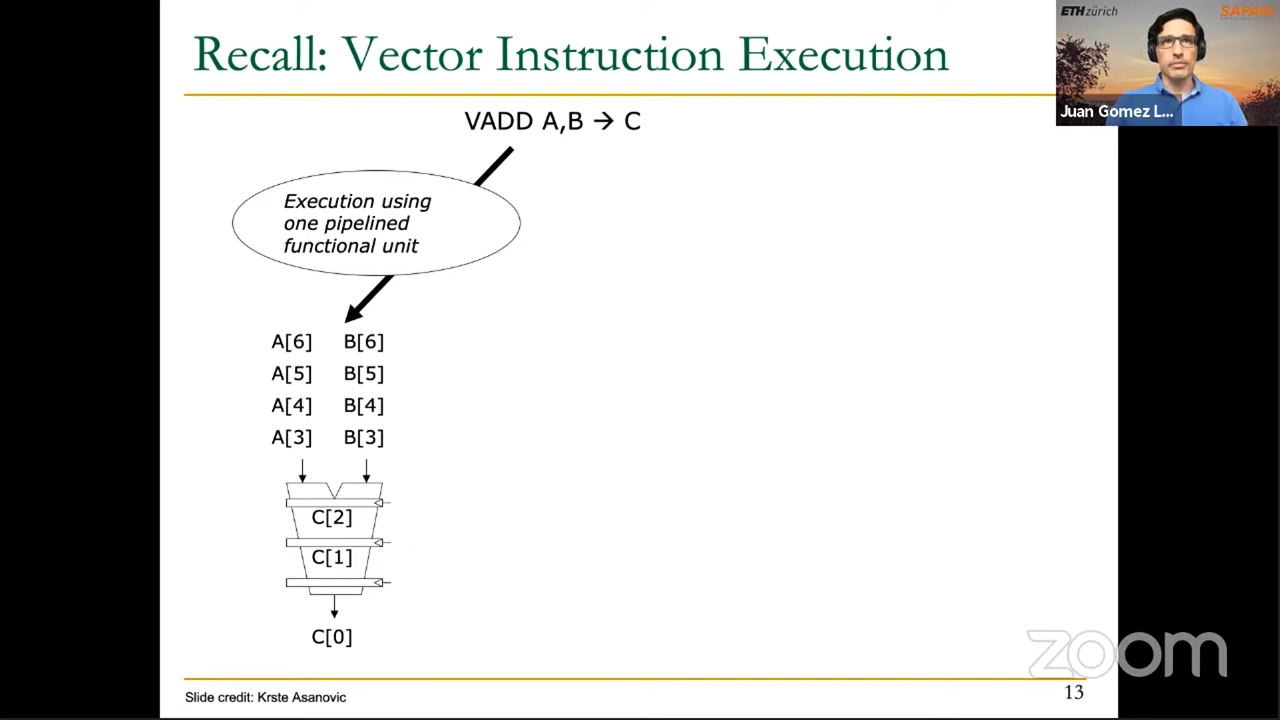 Recall: Vector Instruction Execution
ETH zürich
SAFARI
Juan Gomez L...
VADD A,B → C
Execution using
one pipelined
functional unit
A[6] B[6]
A[5] B[5]
A[4] B[4]
A[3] B[3]
C[2]
C[1]
C[0]
zoom
Slide credit: Krste Asanovic
13